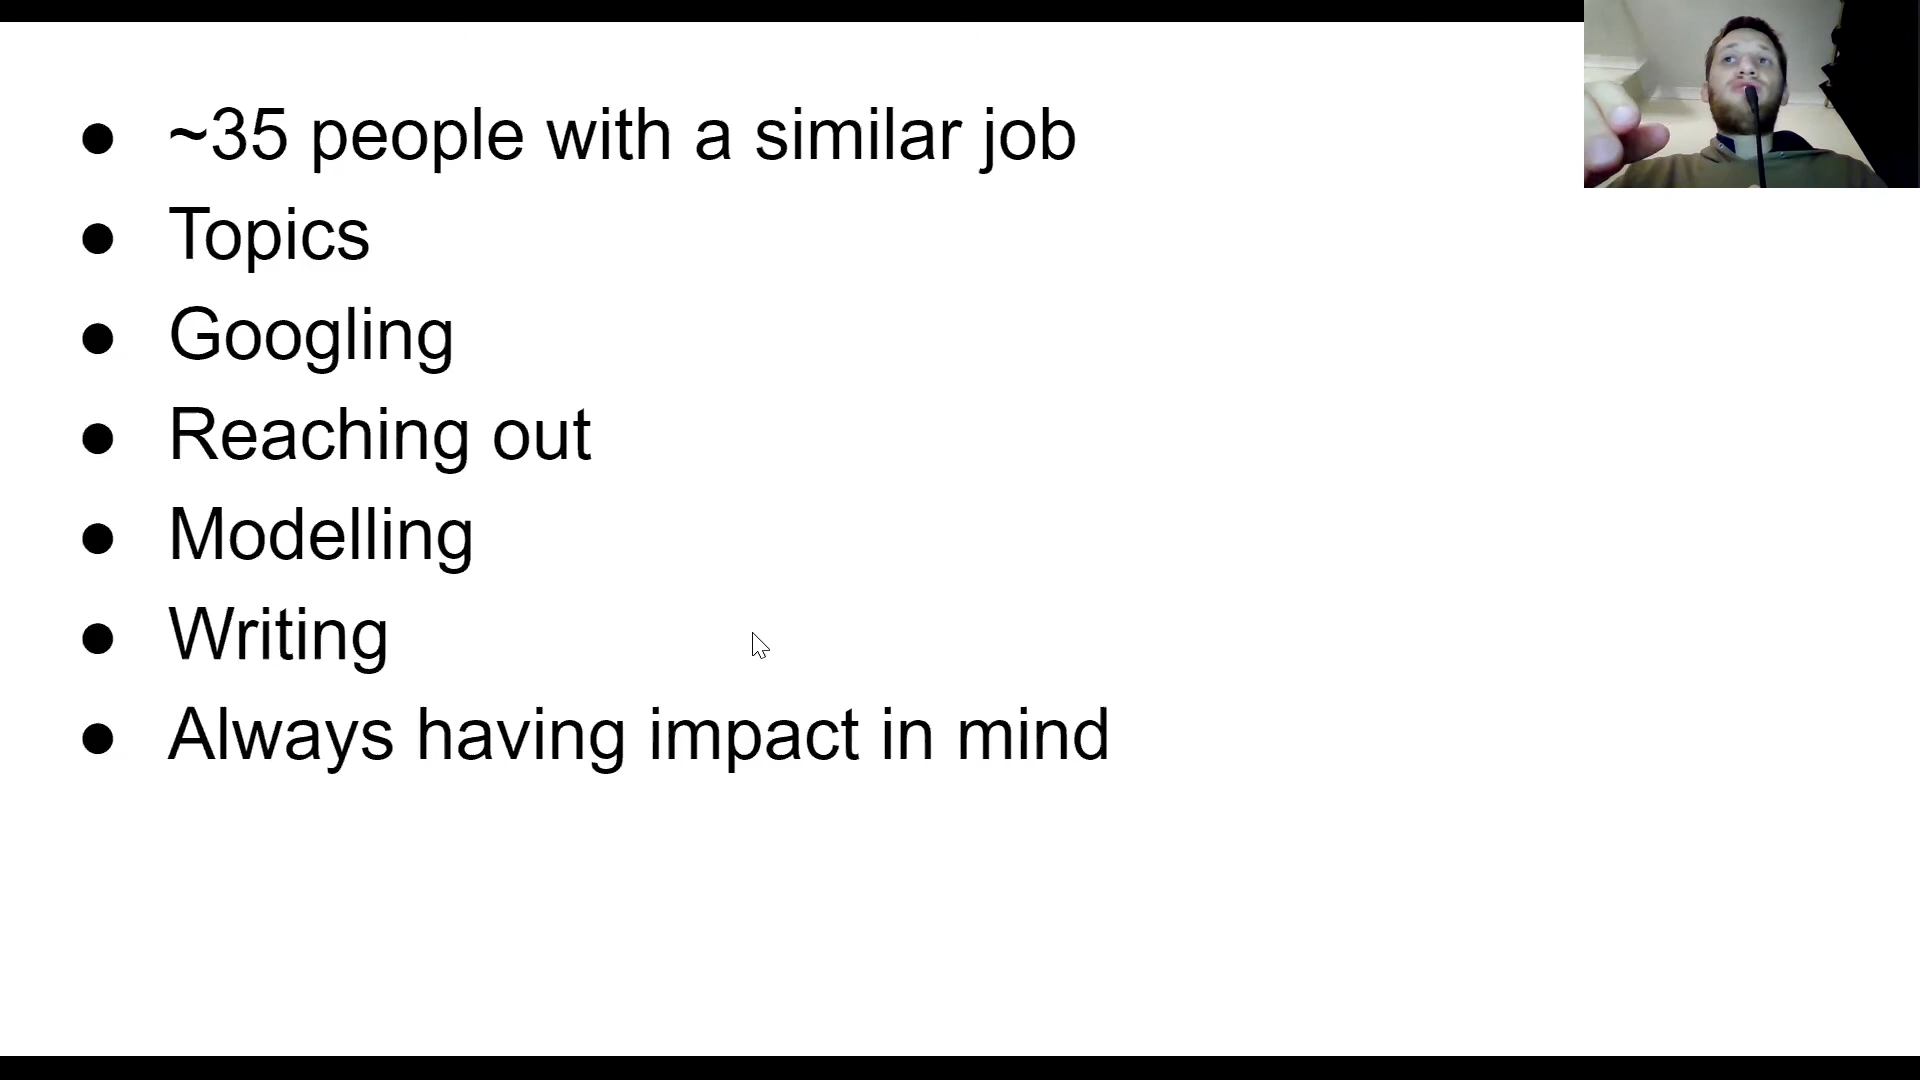 ● ~35 people with a similar job
● Topics
● Googling
● Reaching out
● Modelling
● Writing
● Always having impact in mind